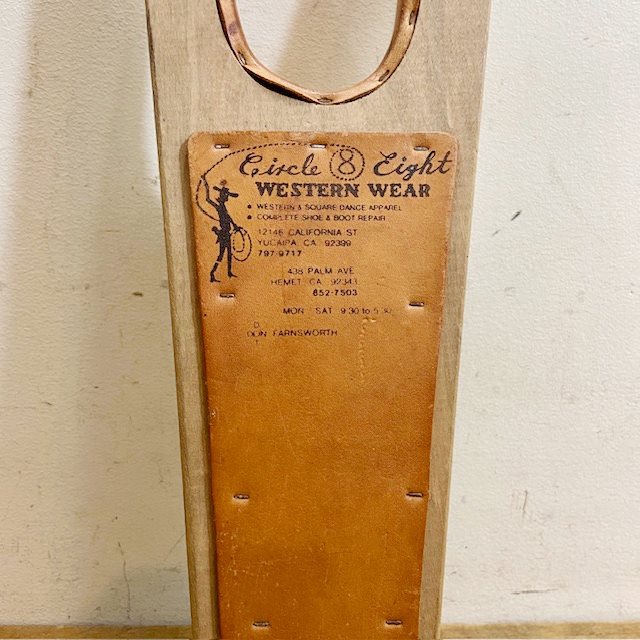 Circle 8 Eight
WESTERN WEAR
• WESTERN & SQUARE DANCE APPAREL
• COMPLETE SHOE & BOOT REPAIR
12146 CALIFORNIA ST
YUCAIPA CA 92399
797-9717
438 PALM AVE
HEMET CA 92343
652-7503
MON SAT 9:30 to 5:30
DON FARNSWORTH